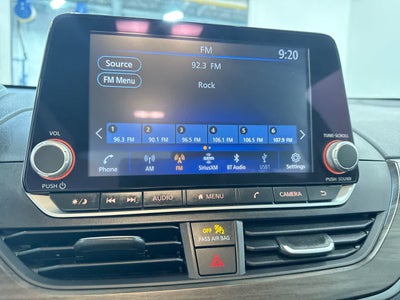 FM
9:20
Source
92.3 FM
FM Menu
Rock
VOL
TUNE•SCROLL
1 2 3 4 5 6
96.3 FM 90.1 FM 96.5 FM 106.1 FM 106.5 FM 107.9 FM
Phone AM FM SiriusXM BT Audio USB1 Settings
PUSH
PUSH SOUND
AUDIO MENU CAMERA
OFF
PASS AIR BAG